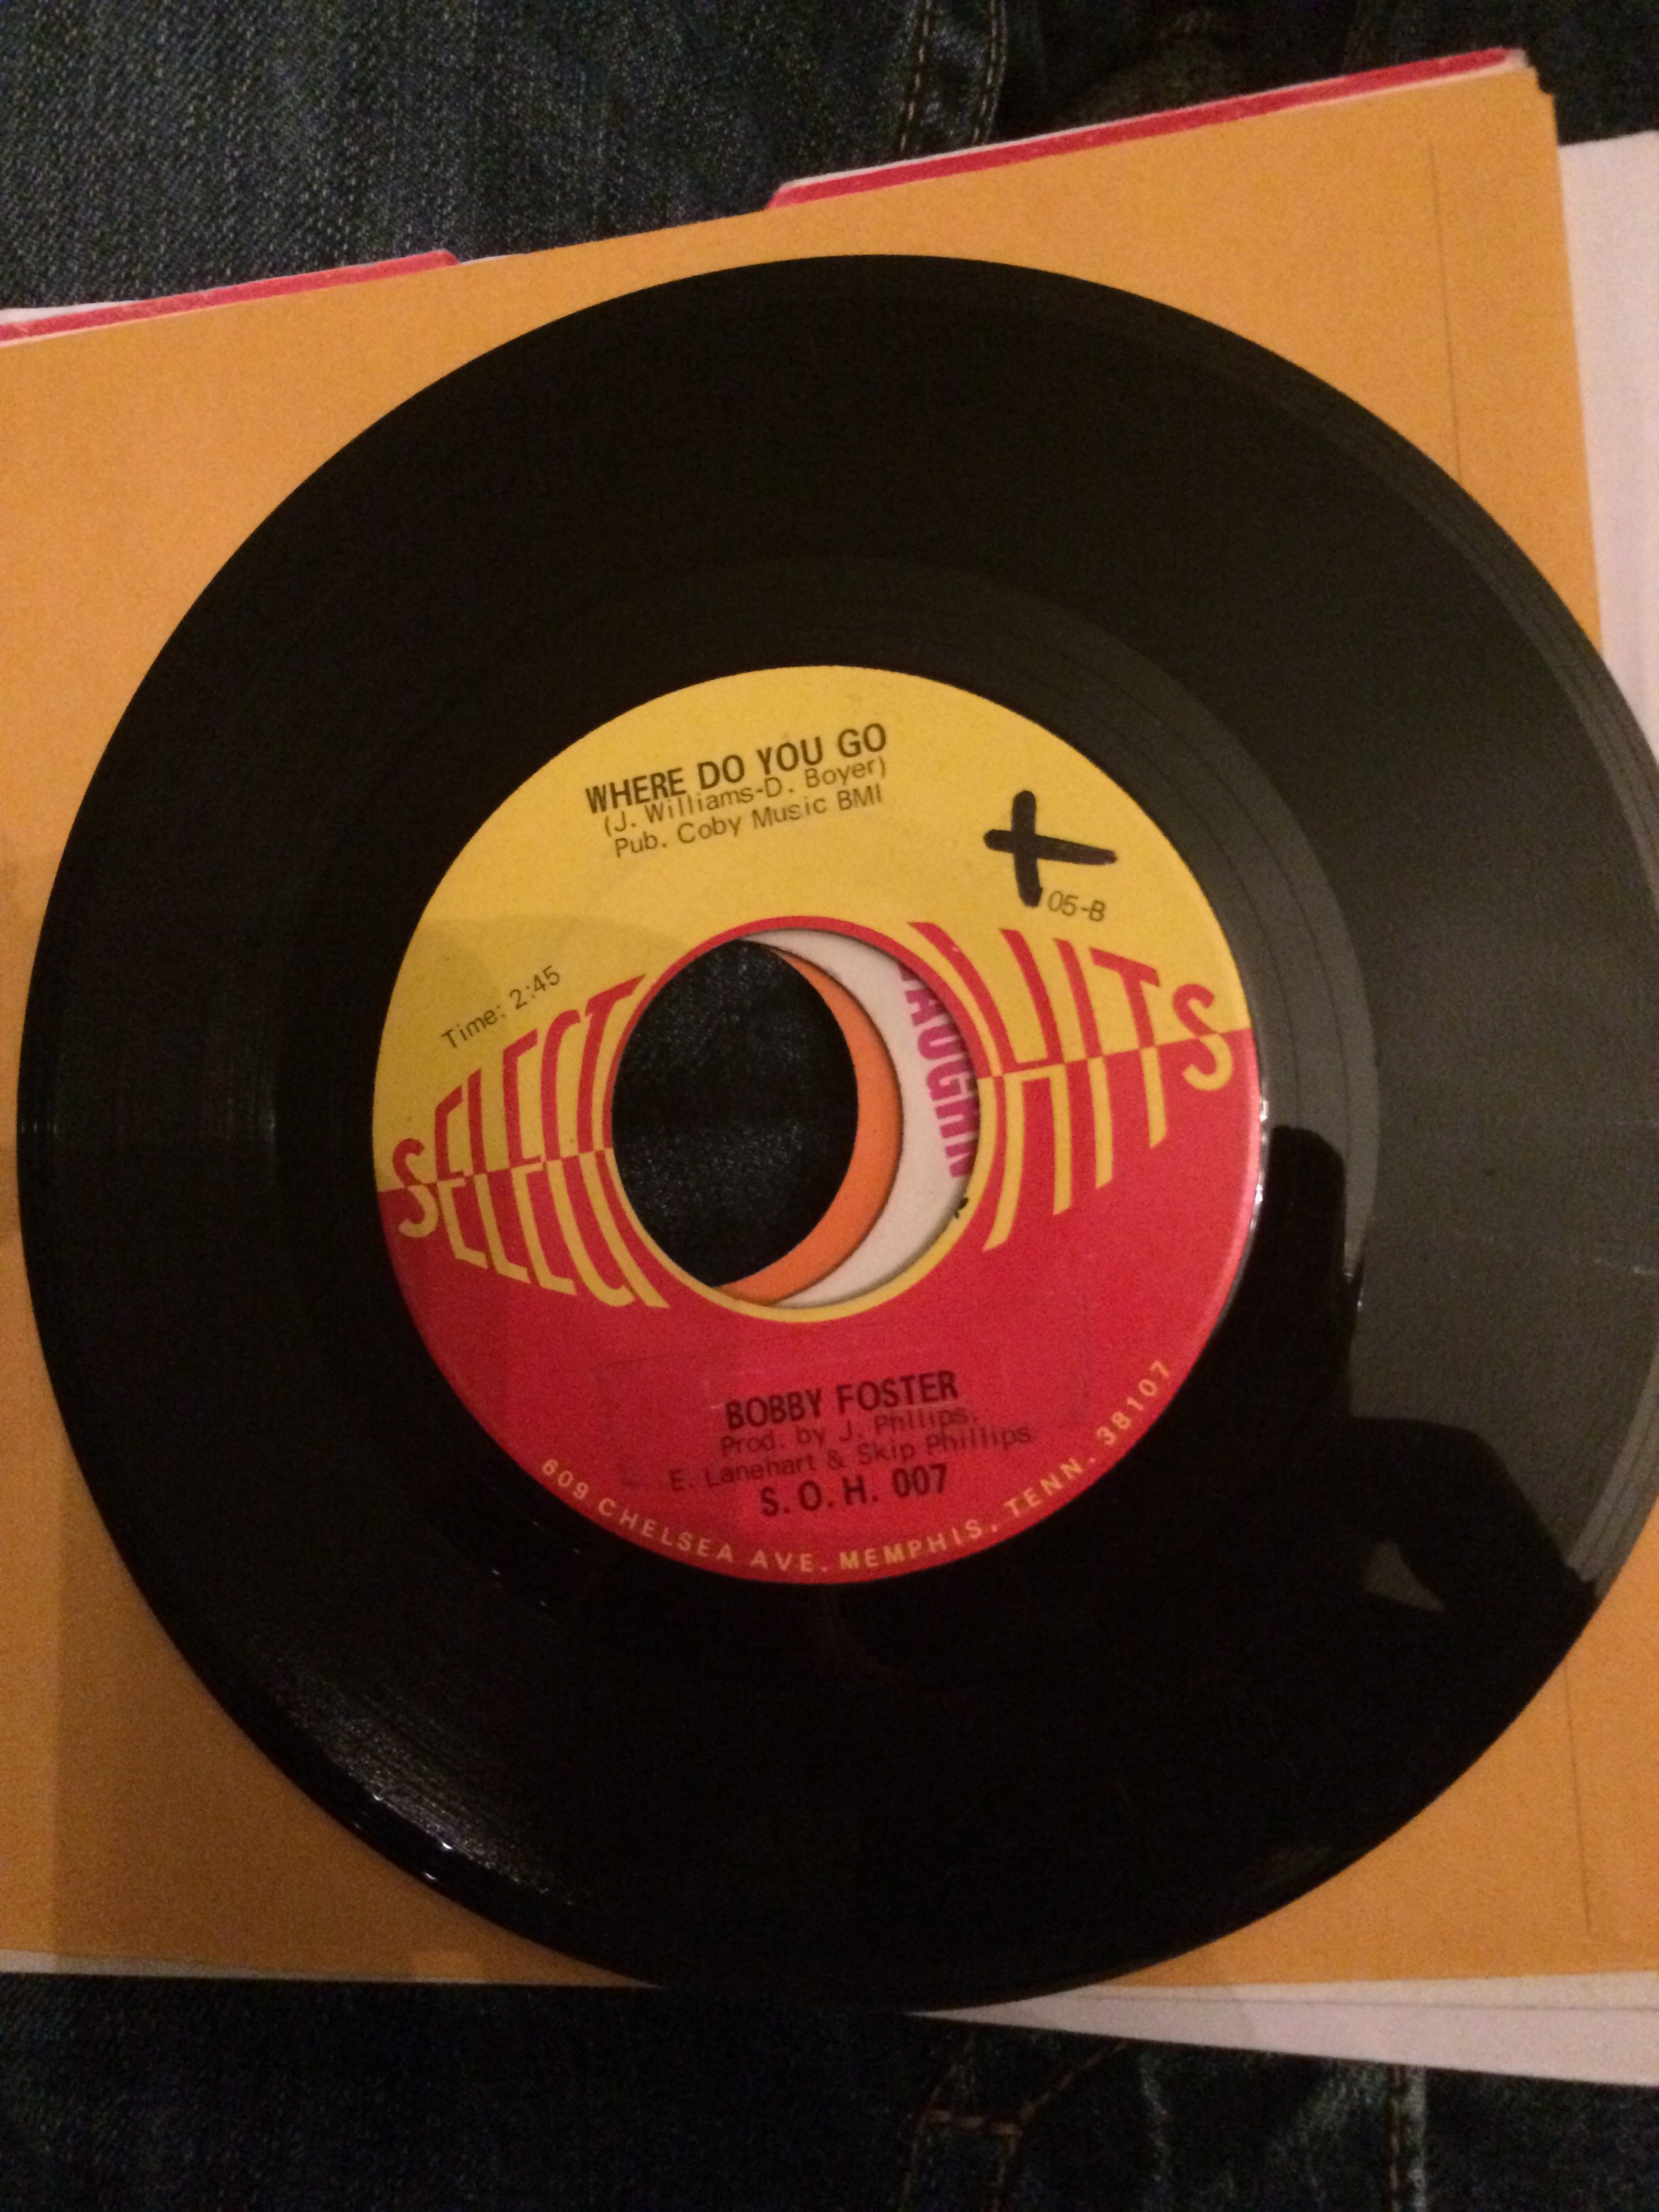 WHERE DO YOU GO
(J. Williams-D. Boyer)
Pub. Coby Music BMI
05-B
Time: 2:45
SELECT HITS
BOBBY FOSTER
Prod. by J. Phillips,
E. Lanehart & Skip Phillips
S. O. H. 007
609 CHELSEA AVE. MEMPHIS, TENN. 38107